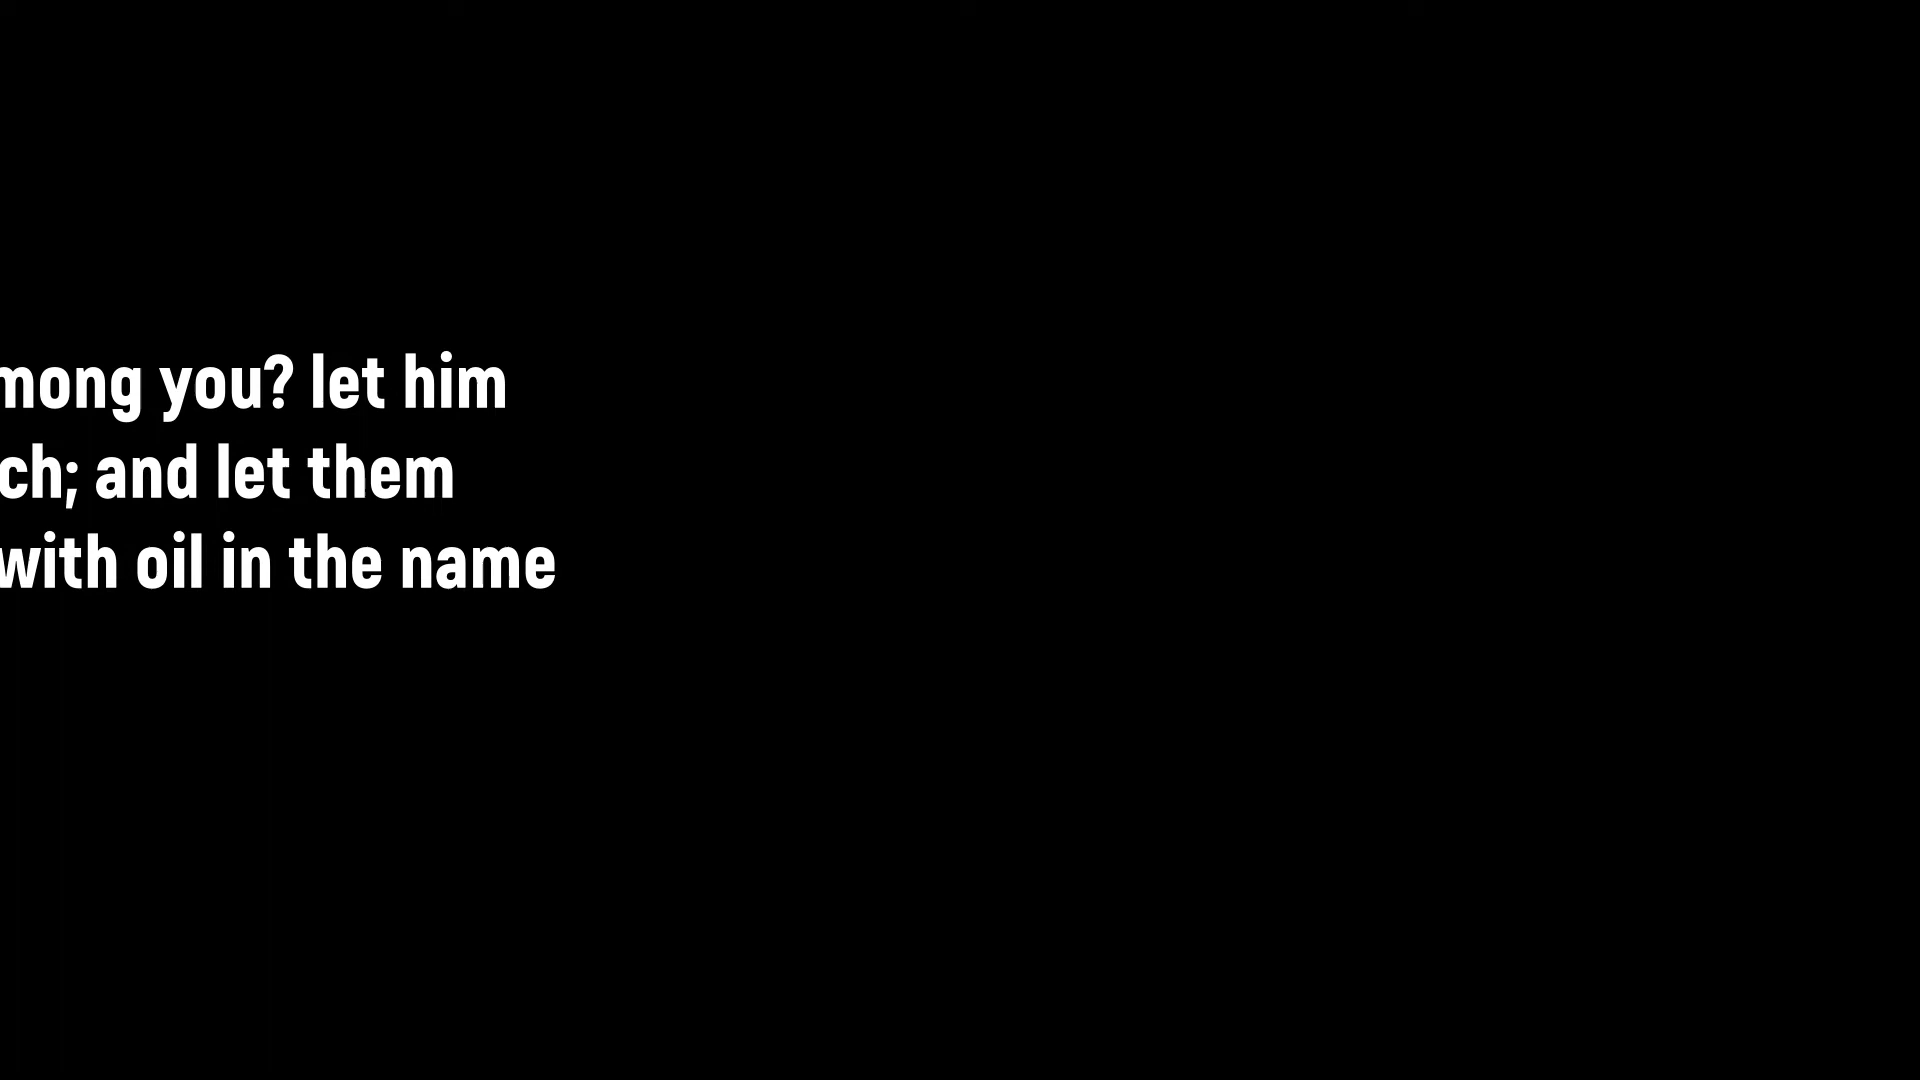 mong you? let him
ch; and let them
with oil in the name